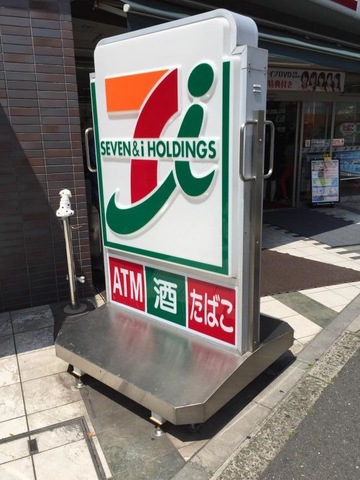 SEVEN & i HOLDINGS
ATM
酒
たばこ